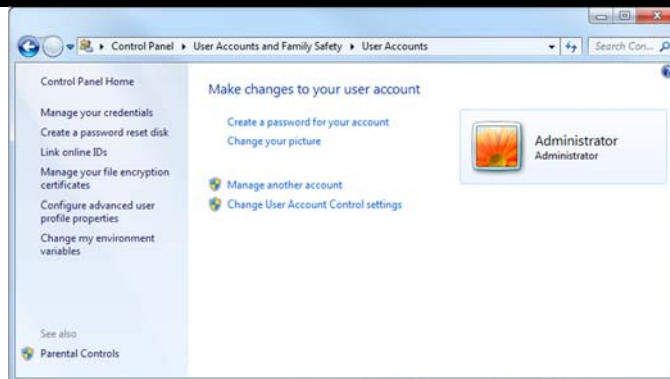 Control Panel ▸ User Accounts and Family Safety ▸ User Accounts
Search Con...
Control Panel Home
Manage your credentials
Create a password reset disk
Link online IDs
Manage your file encryption
certificates
Configure advanced user
profile properties
Change my environment
variables
See also
Parental Controls
Make changes to your user account
Create a password for your account
Change your picture
Manage another account
Change User Account Control settings
Administrator
Administrator